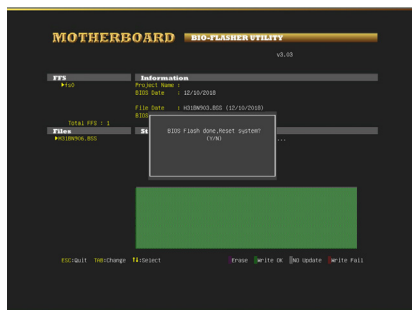 MOTHERBOARD BIO-FLASHER UTILITY
v3.03
FFS Information
fs0 Project Name :
BIOS Date : 12/10/2018
File Date : H31BN903.BSS (12/10/2018)
BIOS
Total FFS : 1
Files St
H31BN906.BSS ...
BIOS Flash done.Reset system?
(Y/N)
ESC:Quit TAB:Change ↑↓:Select Erase Write OK NO Update Write Fail